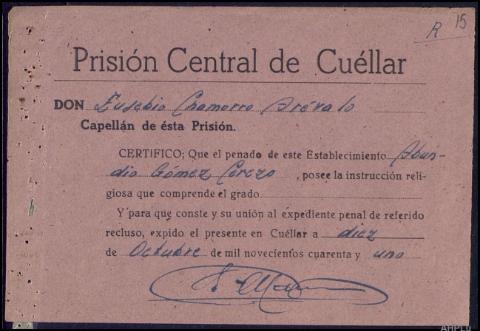 R 15
Prisión Central de Cuéllar
DON Eusebio Chamorro Arévalo
Capellán de ésta Prisión.
CERTIFICO; Que el penado de este Establecimiento Abun-
dio Gómez Cerezo, posee la instrucción reli-
giosa que comprende el grado
Y para que conste y su unión al expediente penal de referido
recluso, expido el presente en Cuéllar a diez
de Octubre de mil novecientos cuarenta y uno
AHPLU